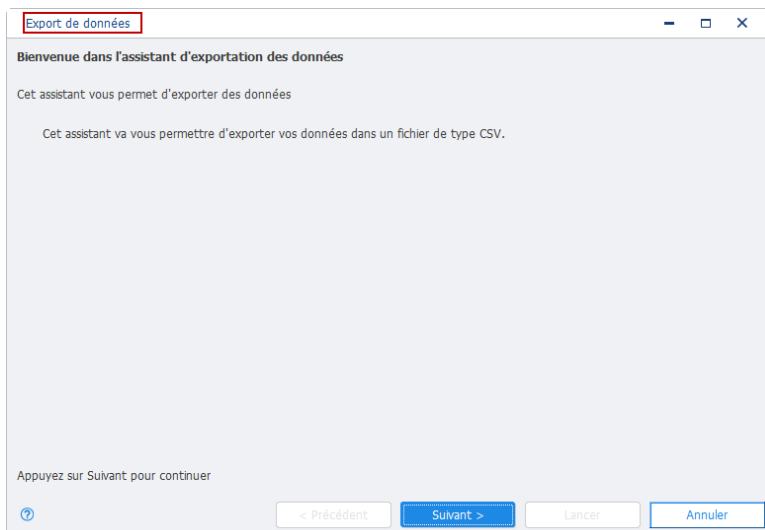 Export de données
Bienvenue dans l'assistant d'exportation des données
Cet assistant vous permet d'exporter des données
Cet assistant va vous permettre d'exporter vos données dans un fichier de type CSV.
Appuyez sur Suivant pour continuer
? < Précédent Suivant > Lancer Annuler